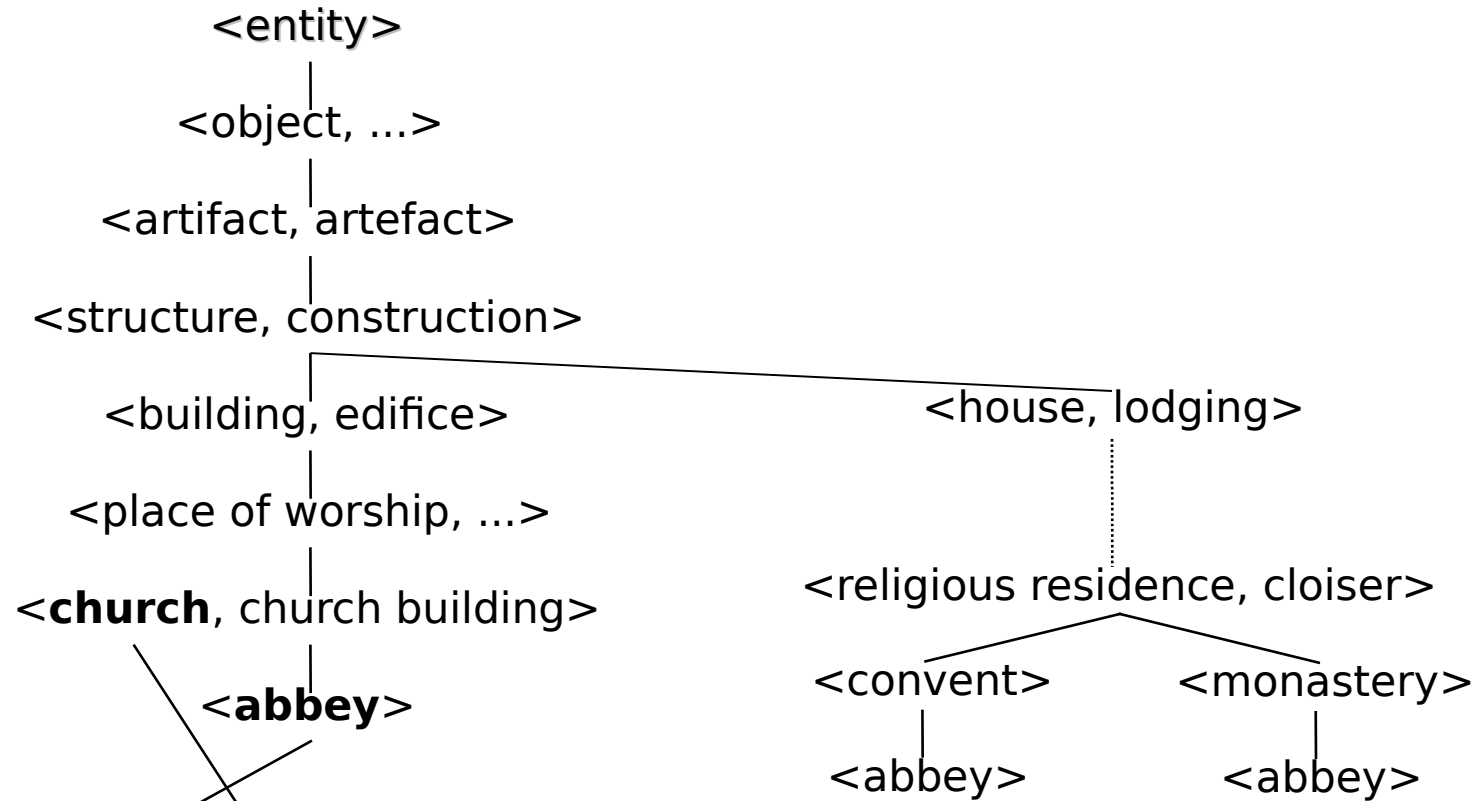 <entity>
<object, ...>
<artifact, artefact>
<structure, construction>
<building, edifice>
<house, lodging>
<place of worship, ...>
<religious residence, cloiser>
<church, church building>
<convent>
<monastery>
<abbey>
<abbey>
<abbey>